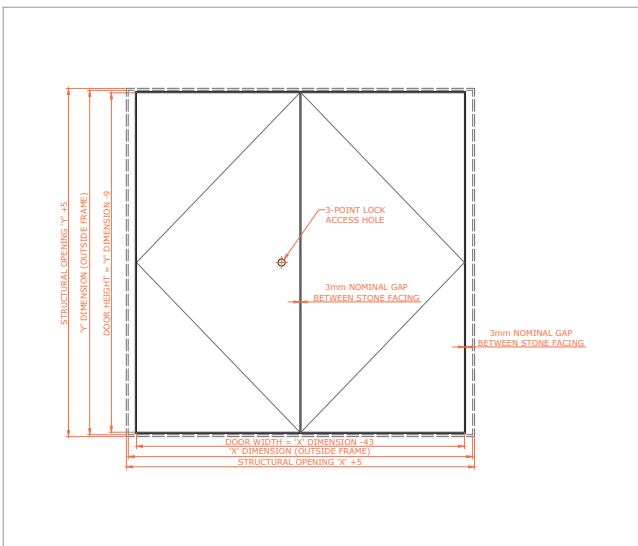 STRUCTURAL OPENING 'Y' +5
'Y' DIMENSION (OUTSIDE FRAME)
DOOR HEIGHT = 'Y' DIMENSION -9
3-POINT LOCK
ACCESS HOLE
3mm NOMINAL GAP
BETWEEN STONE FACING
3mm NOMINAL GAP
BETWEEN STONE FACING
DOOR WIDTH = 'X' DIMENSION -43
'X' DIMENSION (OUTSIDE FRAME)
STRUCTURAL OPENING 'X' +5